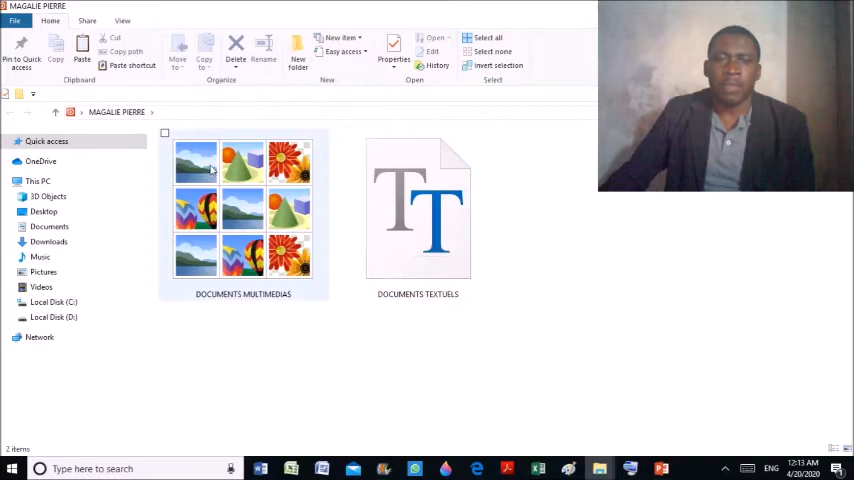 MAGALIE PIERRE
File Home Share View
Pin to Quick access
Copy
Paste
Cut
Copy path
Paste shortcut
Clipboard
Move to
Copy to
Delete
Rename
Organize
New folder
New item
Easy access
New
Properties
Open
Edit
History
Open
Select all
Select none
Invert selection
Select
MAGALIE PIERRE
Quick access
OneDrive
This PC
3D Objects
Desktop
Documents
Downloads
Music
Pictures
Videos
Local Disk (C:)
Local Disk (D:)
Network
TT
DOCUMENTS MULTIMEDIAS
DOCUMENTS TEXTUELS
2 items
Type here to search
ENG
12:13 AM
4/20/2020